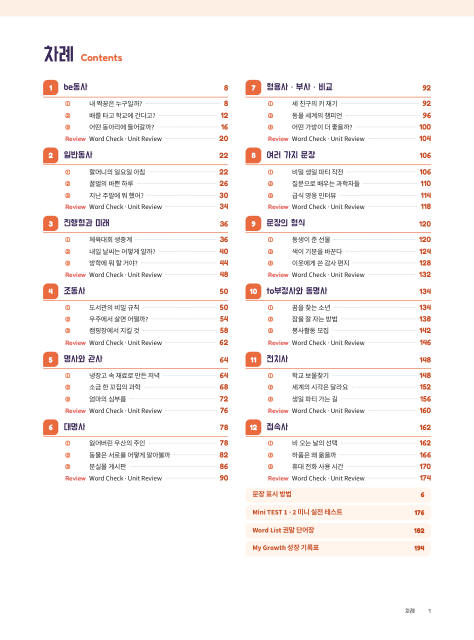 차례 Contents
1 be동사 8
① 내 짝꿍은 누구일까? 8
② 배를 타고 학교에 간다고? 12
③ 어떤 동아리에 들어갈까? 16
Review Word Check · Unit Review 20
2 일반동사 22
① 할머니의 일요일 아침 22
② 꿀벌의 바쁜 하루 26
③ 지난 주말에 뭐 했어? 30
Review Word Check · Unit Review 34
3 진행형과 미래 36
① 체육대회 생중계 36
② 내일 날씨는 어떻게 될까? 40
③ 방학에 뭐 할 거야? 44
Review Word Check · Unit Review 48
4 조동사 50
① 도서관의 비밀 규칙 50
② 우주에서 살면 어떨까? 54
③ 캠핑장에서 지킬 것 58
Review Word Check · Unit Review 62
5 명사와 관사 64
① 냉장고 속 재료로 만든 저녁 64
② 소금 한 꼬집의 과학 68
③ 엄마의 심부름 72
Review Word Check · Unit Review 76
6 대명사 78
① 잃어버린 우산의 주인 78
② 동물은 서로를 어떻게 알아볼까 82
③ 분실물 게시판 86
Review Word Check · Unit Review 90
7 형용사 · 부사 · 비교 92
① 세 친구의 키 재기 92
② 동물 세계의 챔피언 96
③ 어떤 가방이 더 좋을까? 100
Review Word Check · Unit Review 104
8 여러 가지 문장 106
① 비밀 생일 파티 작전 106
② 질문으로 배우는 과학자들 110
③ 급식 영웅 인터뷰 114
Review Word Check · Unit Review 118
9 문장의 형식 120
① 동생이 준 선물 120
② 색이 기분을 바꾼다 124
③ 이웃에게 쓴 감사 편지 128
Review Word Check · Unit Review 132
10 to부정사와 동명사 134
① 꿈을 찾는 소년 134
② 잠을 잘 자는 방법 138
③ 봉사활동 모집 142
Review Word Check · Unit Review 146
11 전치사 148
① 학교 보물찾기 148
② 세계의 시각은 달라요 152
③ 생일 파티 가는 길 156
Review Word Check · Unit Review 160
12 접속사 162
① 비 오는 날의 선택 162
② 하품은 왜 옮을까 166
③ 휴대 전화 사용 시간 170
Review Word Check · Unit Review 174
문장 표시 방법 6
Mini TEST 1 · 2 미니 실전 테스트 176
Word List 권말 단어장 182
My Growth 성장 기록표 194
차례 1